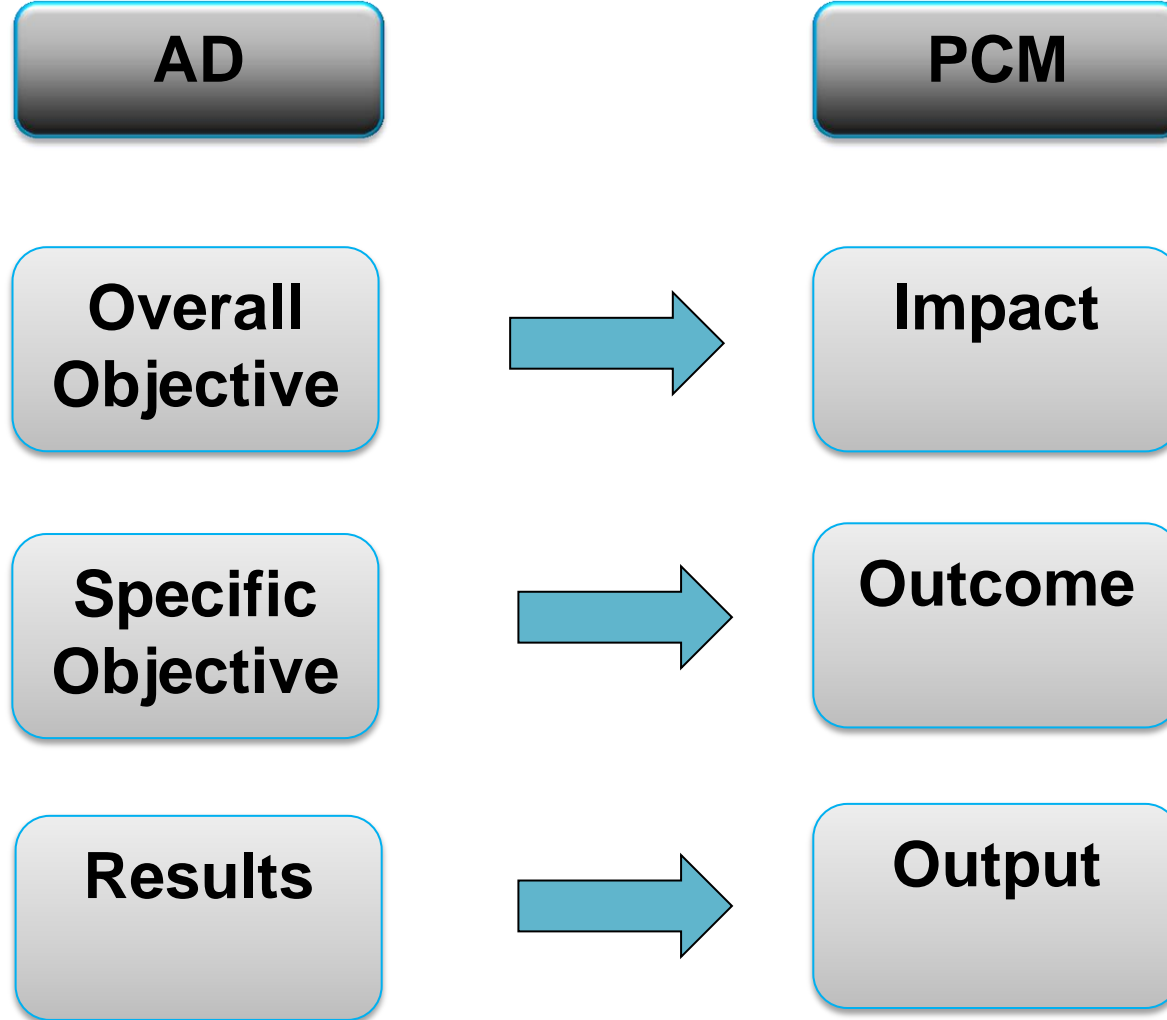 AD
PCM
Overall
Objective
Impact
Specific
Objective
Outcome
Results
Output